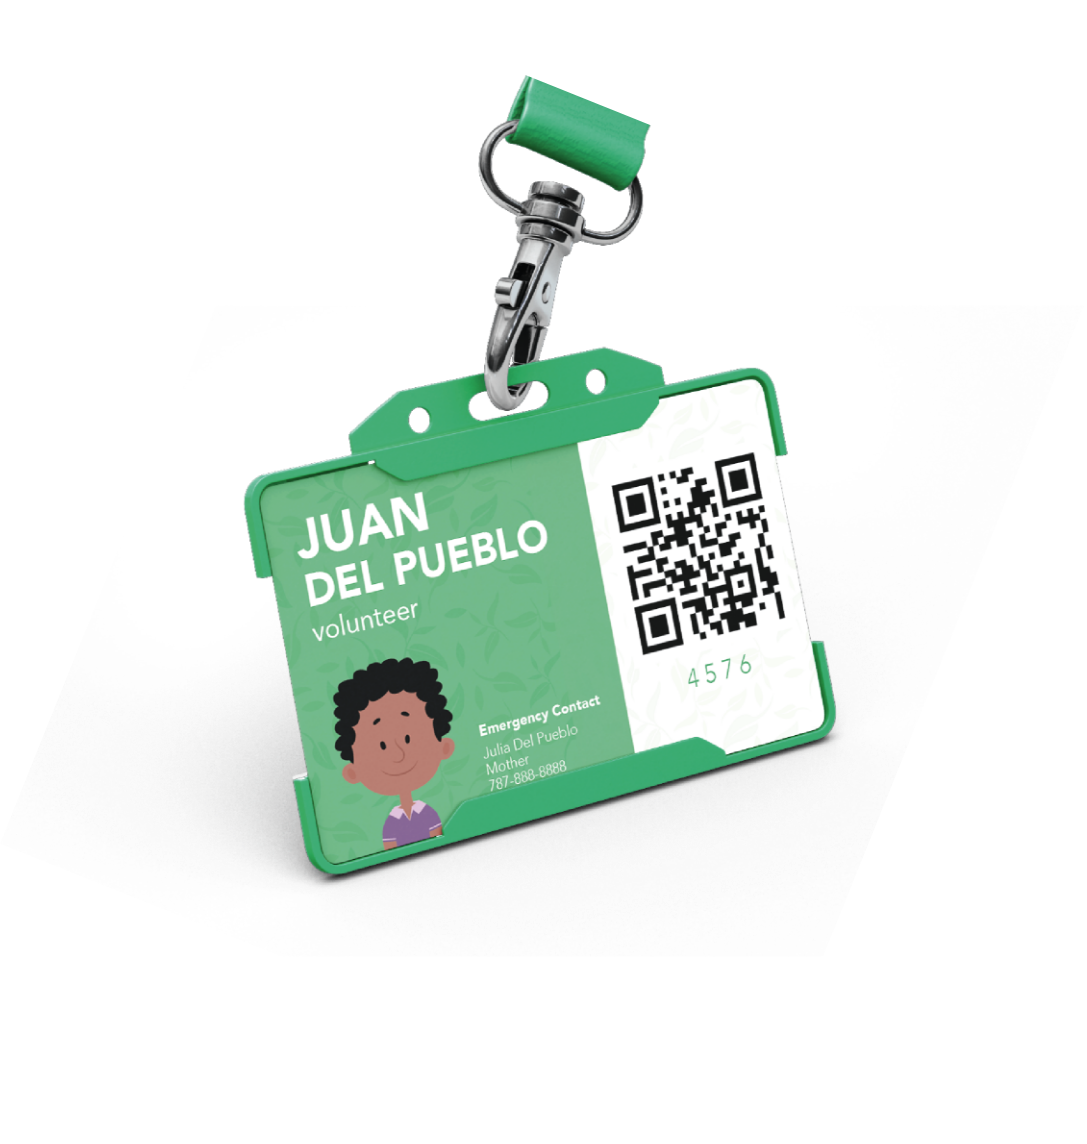 JUAN
DEL PUEBLO
volunteer
Emergency Contact
Julia Del Pueblo
Mother
787-888-8888
4576